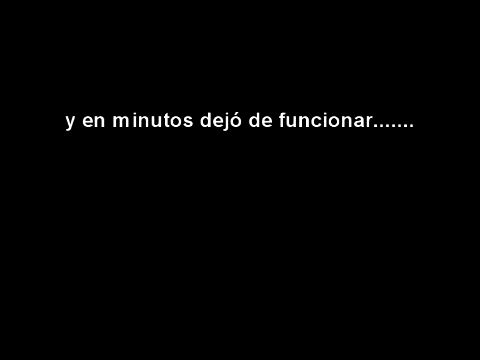 y en minutos dejó de funcionar.......